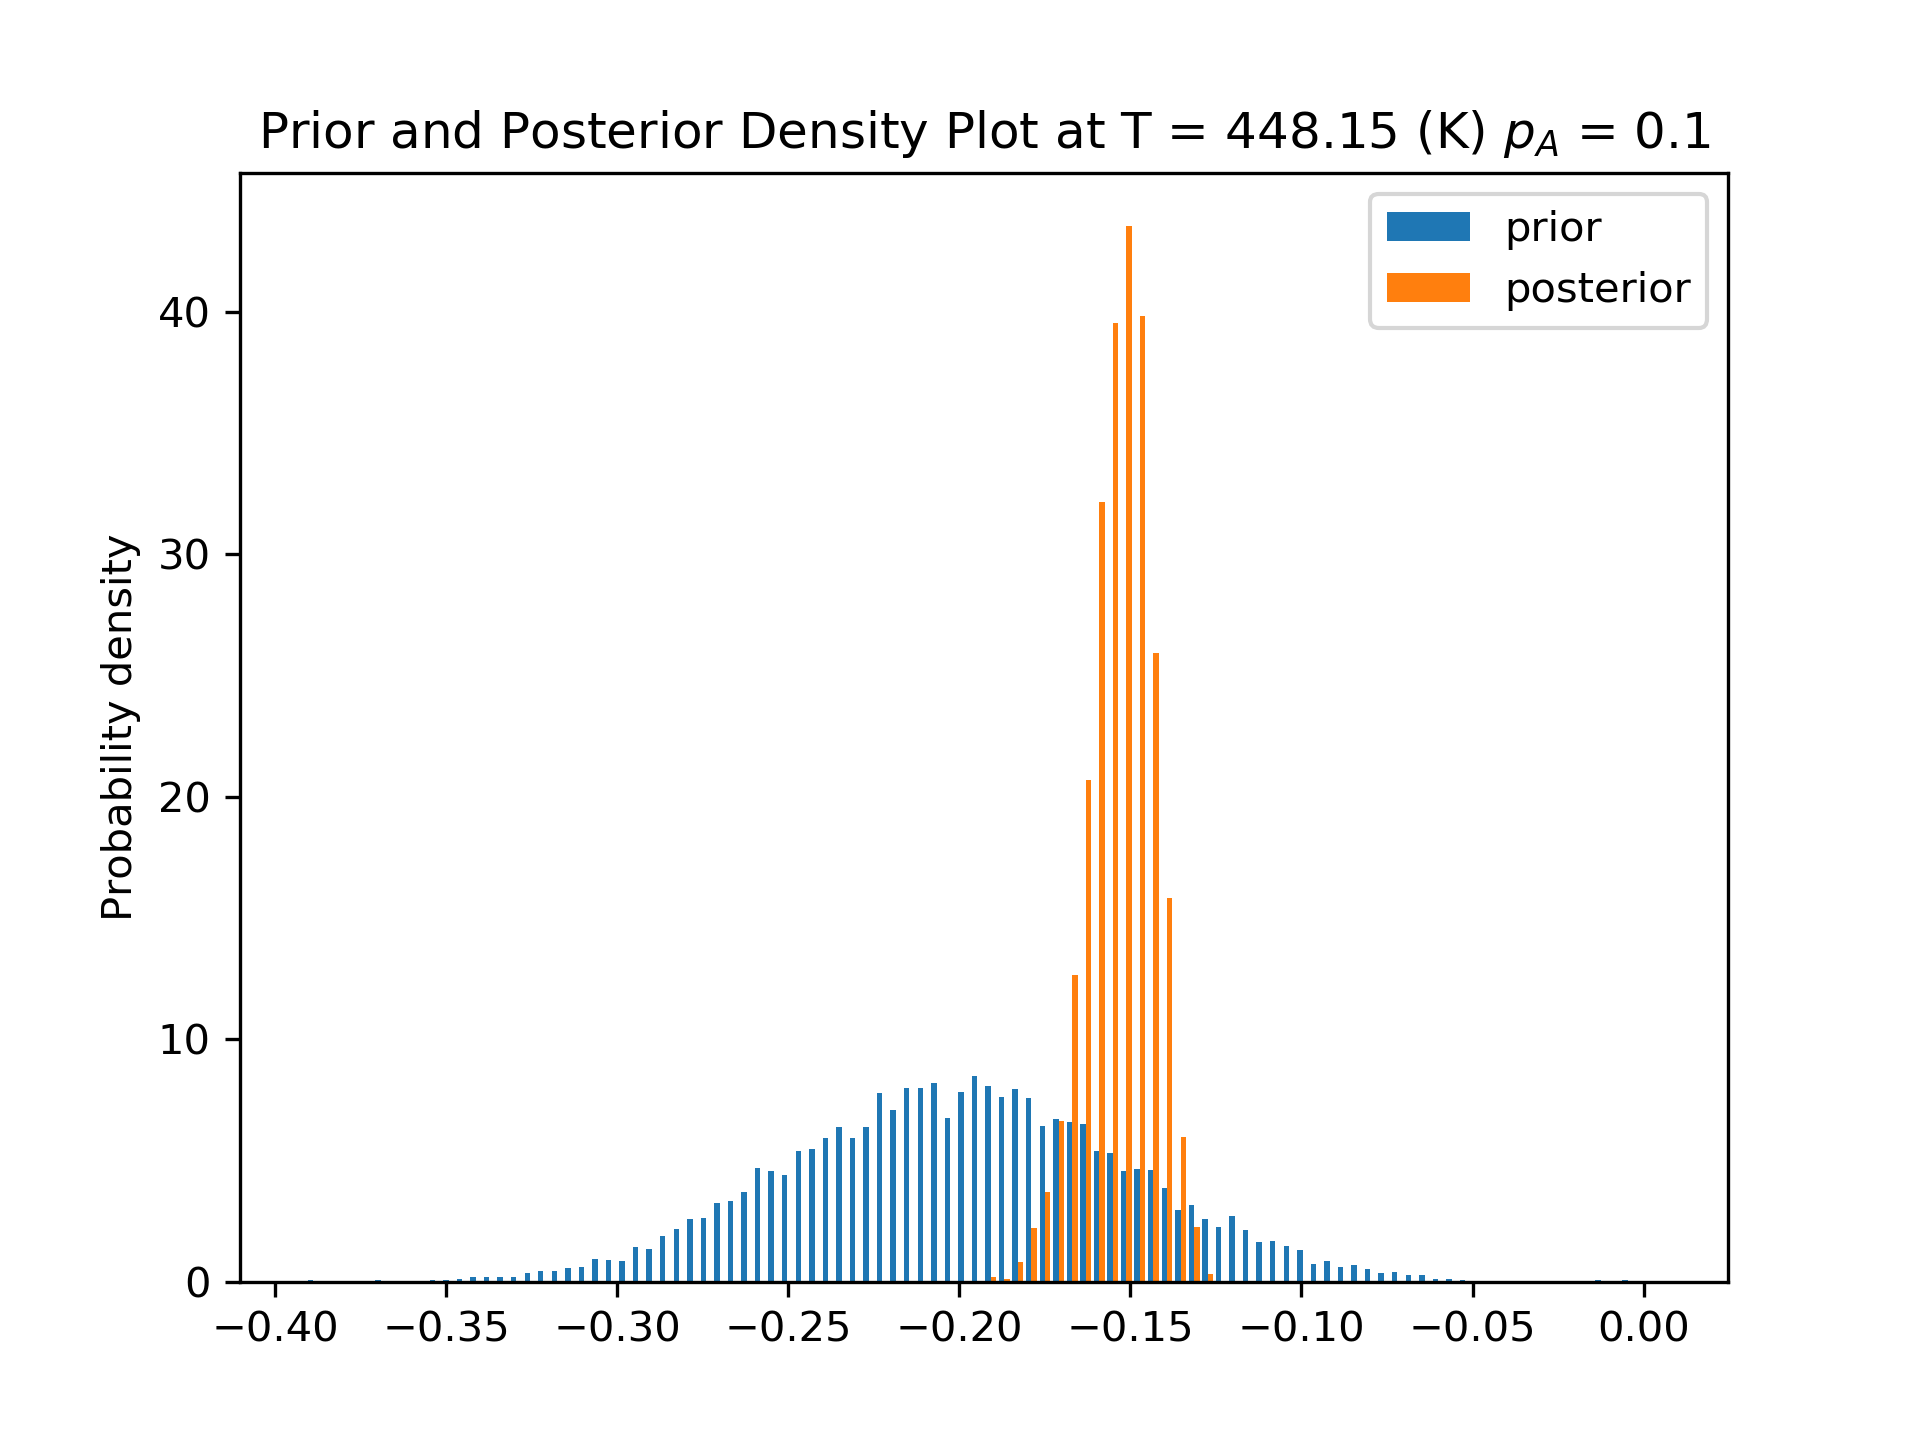 Prior and Posterior Density Plot at T = 448.15 (K) p_A = 0.1
prior
posterior
Probability density
40
30
20
10
0
−0.40 −0.35 −0.30 −0.25 −0.20 −0.15 −0.10 −0.05 0.00